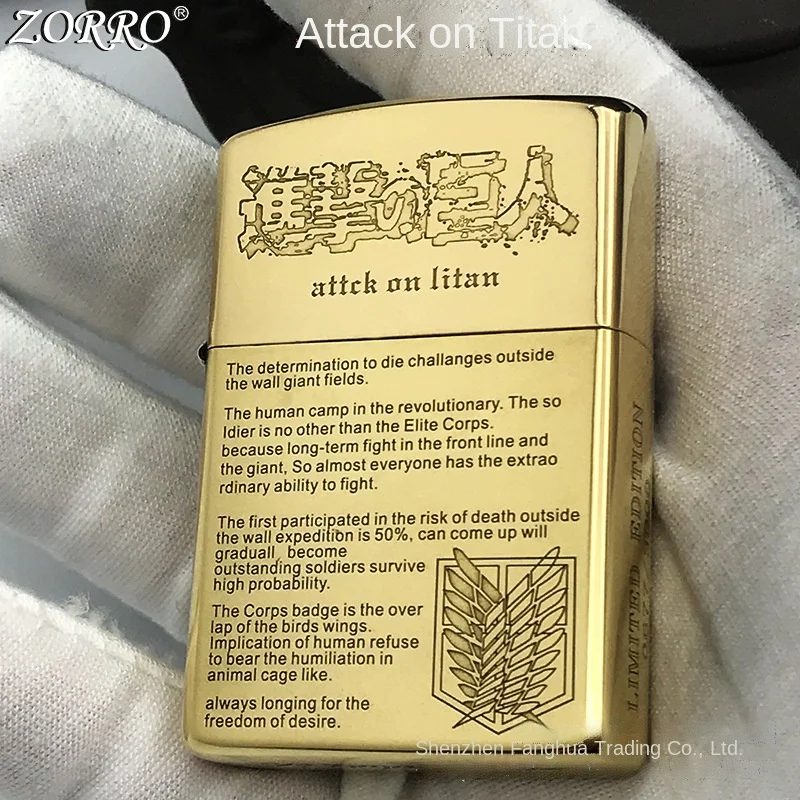 ZORRO®
Attack on Titan
進撃の巨人
attck on litan
The determination to die challanges outside
the wall giant fields.
The human camp in the revolutionary. The so
ldier is no other than the Elite Corps.
because long-term fight in the front line and
the giant, So almost everyone has the extrao
rdinary ability to fight.
The first participated in the risk of death outside
the wall expedition is 50%, can come up will
graduall, become
outstanding soldiers survive
high probability.
The Corps badge is the over
lap of the birds wings.
Implication of human refuse
to bear the humiliation in
animal cage like.
always longing for the
freedom of desire.
LIMITED EDITION
Shenzhen Fanghua Trading Co., Ltd.